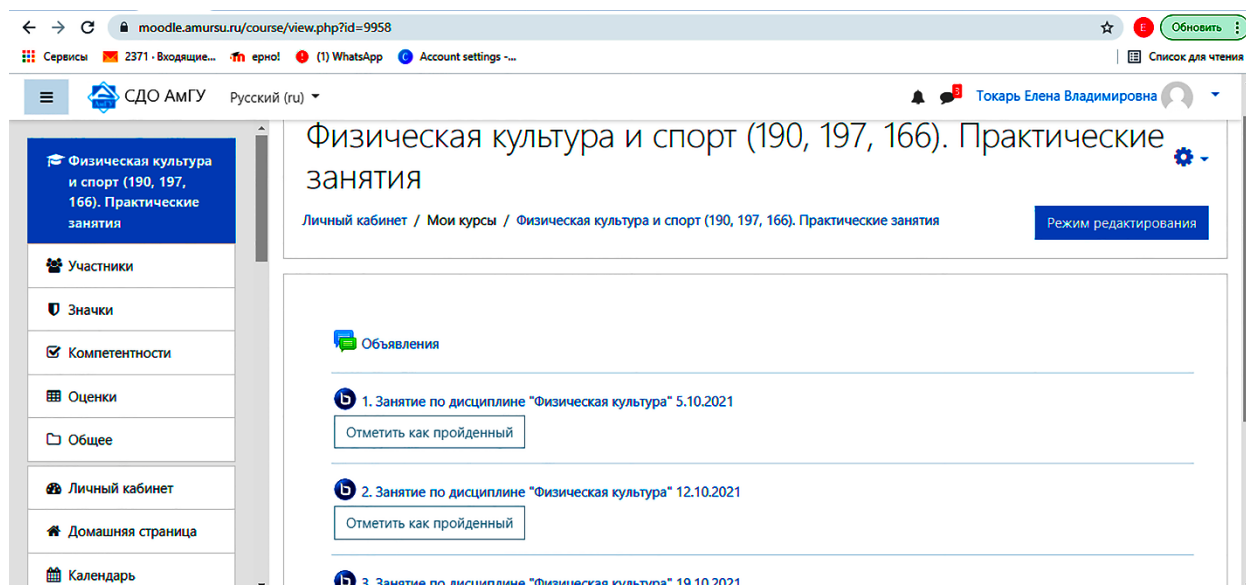 moodle.amursu.ru/course/view.php?id=9958
Е
Обновить
Сервисы
2371 - Входящие...
ерно!
(1) WhatsApp
C
Account settings -...
Список для чтения
СДО АмГУ
Русский (ru)
3
Токарь Елена Владимировна
Физическая культура
и спорт (190, 197,
166). Практические
занятия
Участники
Значки
Компетентности
Оценки
Общее
Личный кабинет
Домашняя страница
Календарь
Физическая культура и спорт (190, 197, 166). Практические
занятия
Личный кабинет / Мои курсы / Физическая культура и спорт (190, 197, 166). Практические занятия
Режим редактирования
Объявления
b 1. Занятие по дисциплине "Физическая культура" 5.10.2021
Отметить как пройденный
b 2. Занятие по дисциплине "Физическая культура" 12.10.2021
Отметить как пройденный
b 3. Занятие по дисциплине "Физическая культура" 19.10.2021